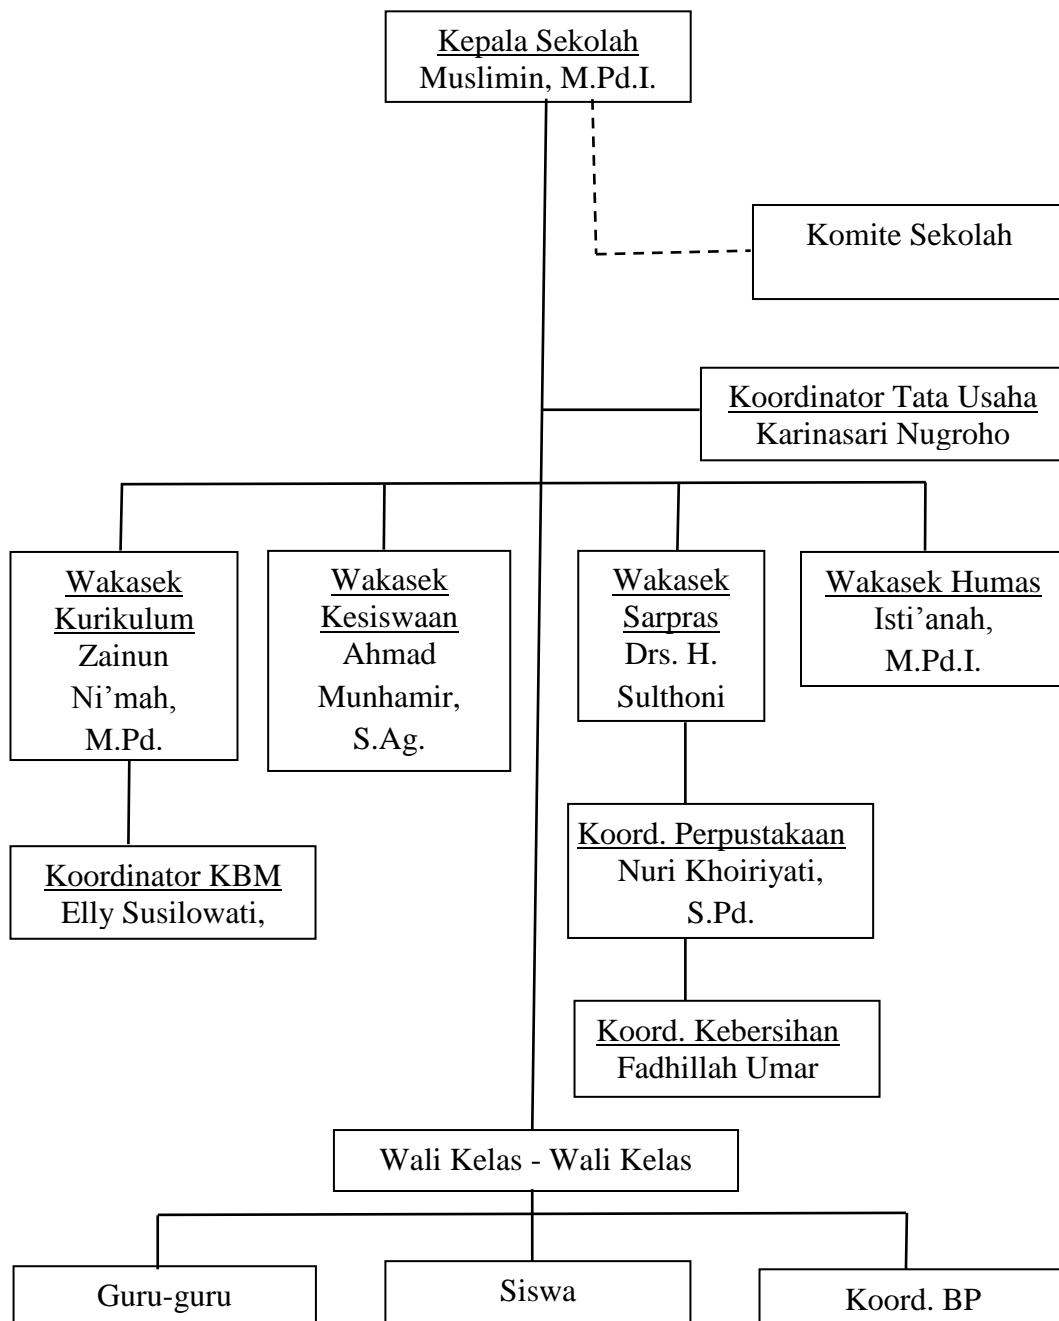 Kepala Sekolah
Muslimin, M.Pd.I.
Komite Sekolah
Koordinator Tata Usaha
Karinasari Nugroho
Wakasek
Kurikulum
Zainun
Ni’mah,
M.Pd.
Wakasek
Kesiswaan
Ahmad
Munhamir,
S.Ag.
Wakasek
Sarpras
Drs. H.
Sulthoni
Wakasek Humas
Isti’anah,
M.Pd.I.
Koordinator KBM
Elly Susilowati,
Koord. Perpustakaan
Nuri Khoiriyati,
S.Pd.
Koord. Kebersihan
Fadhillah Umar
Wali Kelas - Wali Kelas
Guru-guru
Siswa
Koord. BP